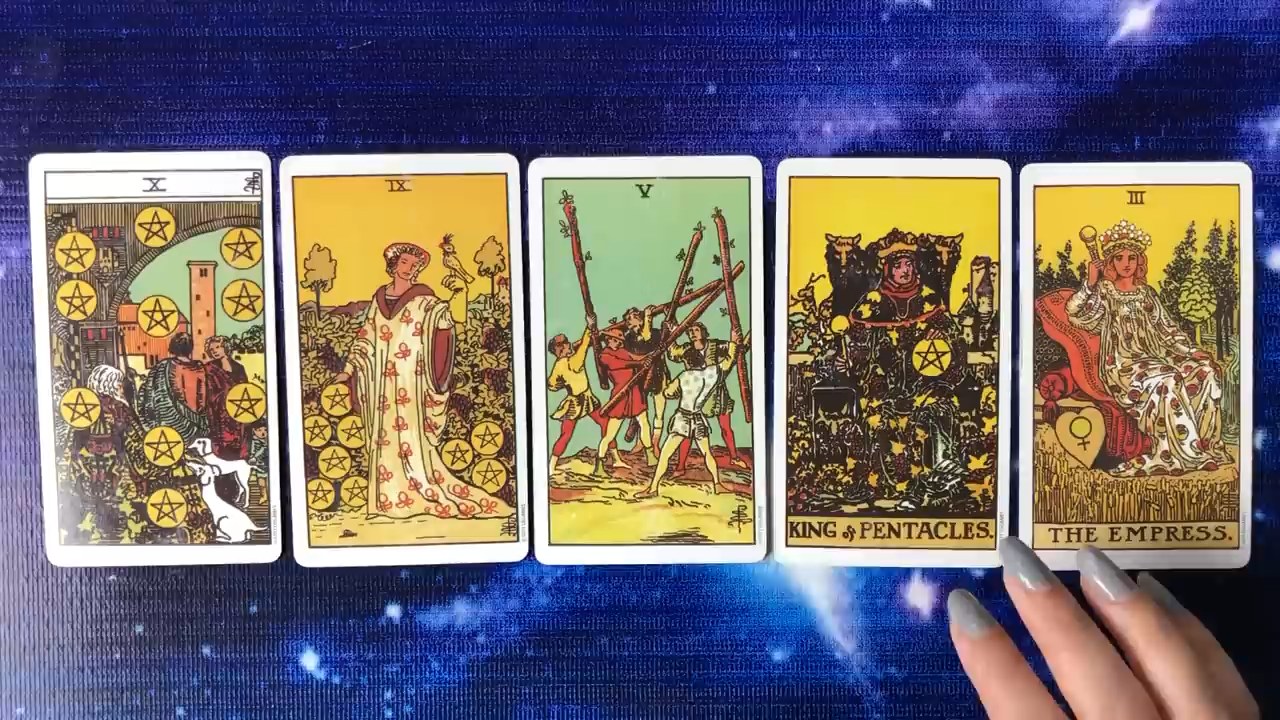 X
IX
V
KING of PENTACLES.
III
THE EMPRESS.